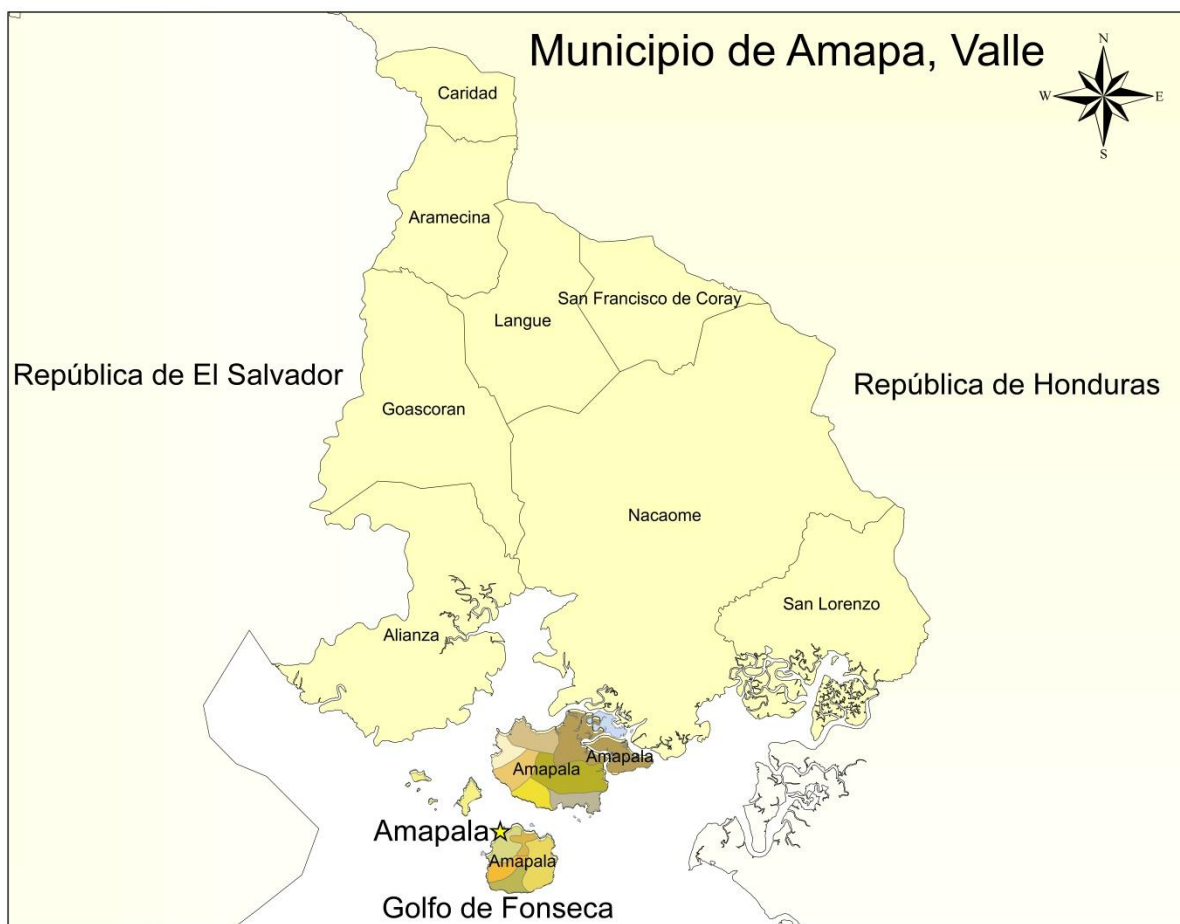 Municipio de Amapa, Valle
N
W
E
S
Caridad
Aramecina
San Francisco de Coray
Langue
República de El Salvador
República de Honduras
Goascoran
Nacaome
San Lorenzo
Alianza
Amapala
Amapala
Amapala
Amapala
Golfo de Fonseca